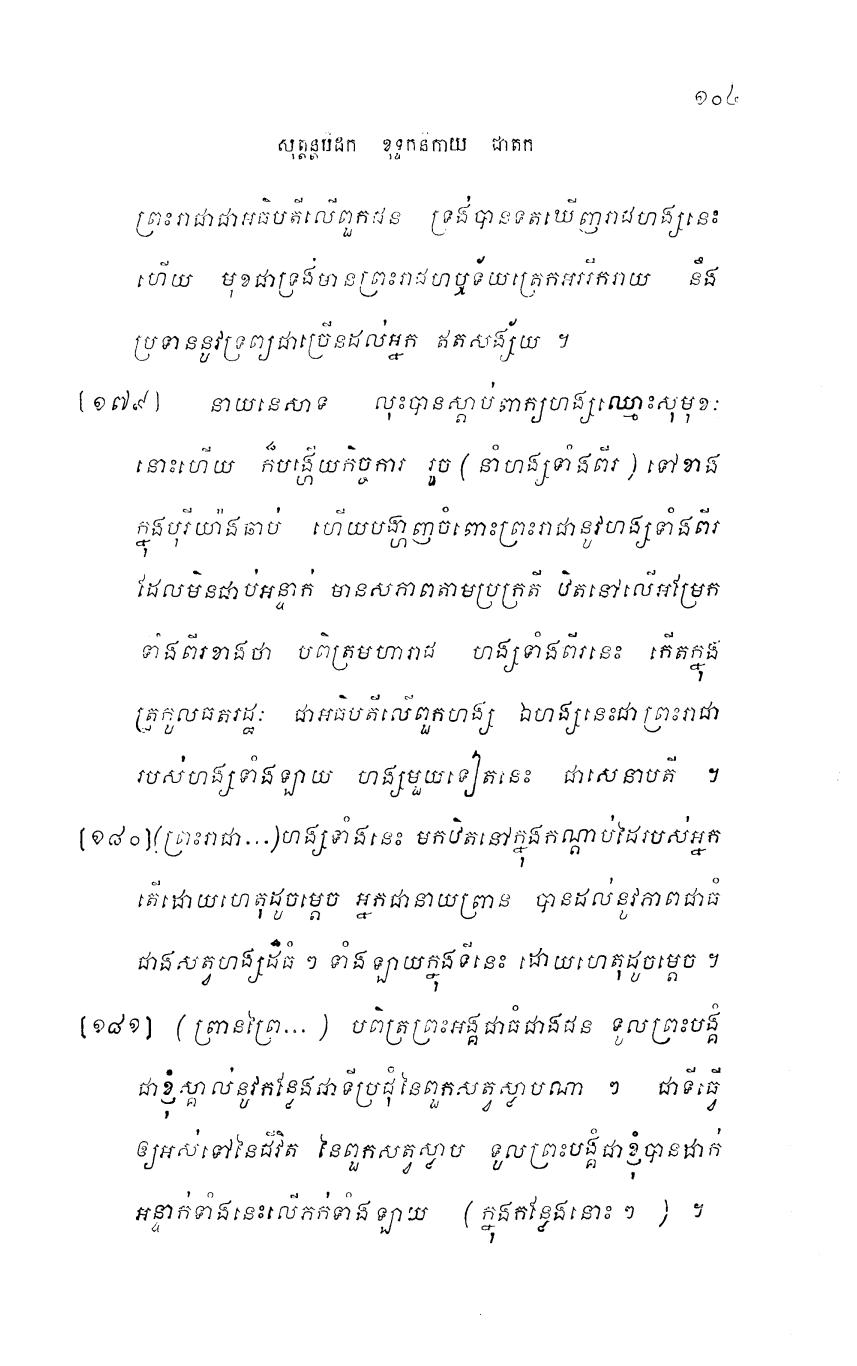 ១០៤
សុត្តន្តបិដក ខុទ្ទកនិកាយ ជាតក
ព្រះរាជាជាអធិបតីលើពួកជន ទ្រង់បានទតឃើញរាជហង្សនេះ
ហើយ មុខជាទ្រង់មានព្រះរាជហឫទ័យត្រេកអររីករាយ នឹង
ប្រទាននូវទ្រព្យជាច្រើនដល់អ្នក ឥតសង្ស័យ ។
[១៧៩] នាយនេសាទ លុះបានស្តាប់ពាក្យហង្សឈ្មោះសុមុខៈ
នោះហើយ ក៏បង្ហើយកិច្ចការ រួច (នាំហង្សទាំងពីរ) ទៅខាង
ក្នុងបុរីយ៉ាងឆាប់ ហើយបង្ហាញចំពោះព្រះរាជានូវហង្សទាំងពីរ
ដែលមិនជាប់អន្ទាក់ មានសភាពតាមប្រក្រតី ឋិតនៅលើអម្រែក
ទាំងពីរខាងថា បពិត្រមហារាជ ហង្សទាំងពីរនេះ កើតក្នុង
ត្រកូលធតរដ្ឋៈ ជាអធិបតីលើពួកហង្ស ឯហង្សនេះជាព្រះរាជា
របស់ហង្សទាំងឡាយ ហង្សមួយទៀតនេះ ជាសេនាបតី ។
[១៨០] (ព្រះរាជា...) ហង្សទាំងនេះ មកឋិតនៅក្នុងកណ្តាប់ដៃរបស់អ្នក
តើដោយហេតុដូចម្តេច អ្នកជានាយព្រាន បានដល់នូវភាពជាធំ
ជាងសត្វហង្សដ៏ធំ ៗ ទាំងឡាយក្នុងទីនេះ ដោយហេតុដូចម្តេច ។
[១៨១] (ព្រានព្រៃ...) បពិត្រព្រះអង្គជាធំជាងជន ទូលព្រះបង្គំ
ជាខ្ញុំស្គាល់នូវកន្លែងជាទីប្រជុំនៃពួកសត្វស្លាបណា ៗ ជាទីធ្វើ
ឲ្យអស់ទៅនៃជីវិត នៃពួកសត្វស្លាប ទូលព្រះបង្គំជាខ្ញុំបានដាក់
អន្ទាក់ទាំងនេះលើភក់ទាំងឡាយ (ក្នុងកន្លែងនោះ ៗ) ។